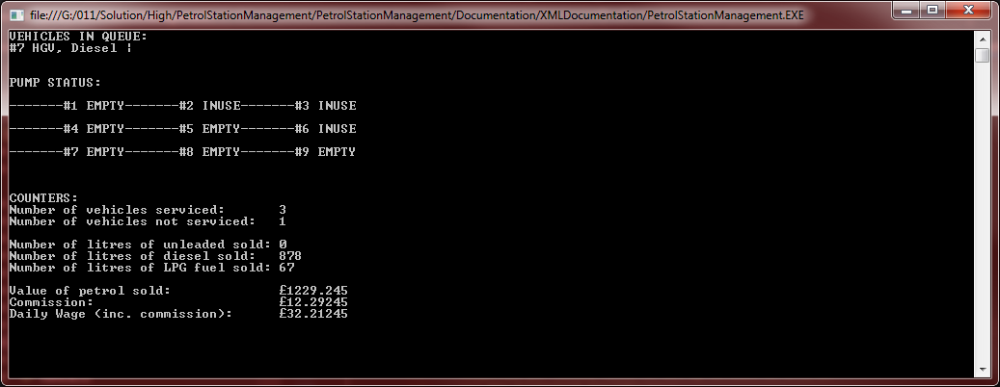 file:///G:/011/Solution/High/PetrolStationManagement/PetrolStationManagement/Documentation/XMLDocumentation/PetrolStationManagement.EXE
VEHICLES IN QUEUE:
#7 HGV, Diesel ¦
PUMP STATUS:
-------#1 EMPTY-------#2 INUSE-------#3 INUSE
-------#4 EMPTY-------#5 EMPTY-------#6 INUSE
-------#7 EMPTY-------#8 EMPTY-------#9 EMPTY
COUNTERS:
Number of vehicles serviced: 3
Number of vehicles not serviced: 1
Number of litres of unleaded sold: 0
Number of litres of diesel sold: 878
Number of litres of LPG fuel sold: 67
Value of petrol sold: £1229.245
Commission: £12.29245
Daily Wage (inc. commission): £32.21245